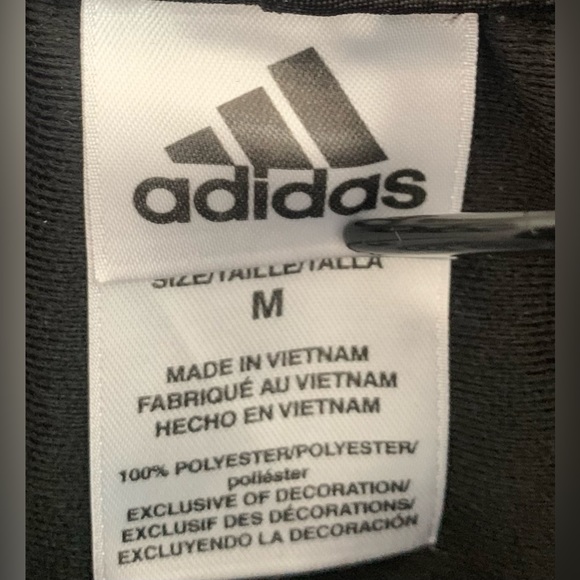 adidas
SIZE/TAILLE/TALLA
M
MADE IN VIETNAM
FABRIQUÉ AU VIETNAM
HECHO EN VIETNAM
100% POLYESTER/POLYESTER/
poliéster
EXCLUSIVE OF DECORATION/
EXCLUSIF DES DÉCORATIONS/
EXCLUYENDO LA DECORACIÓN